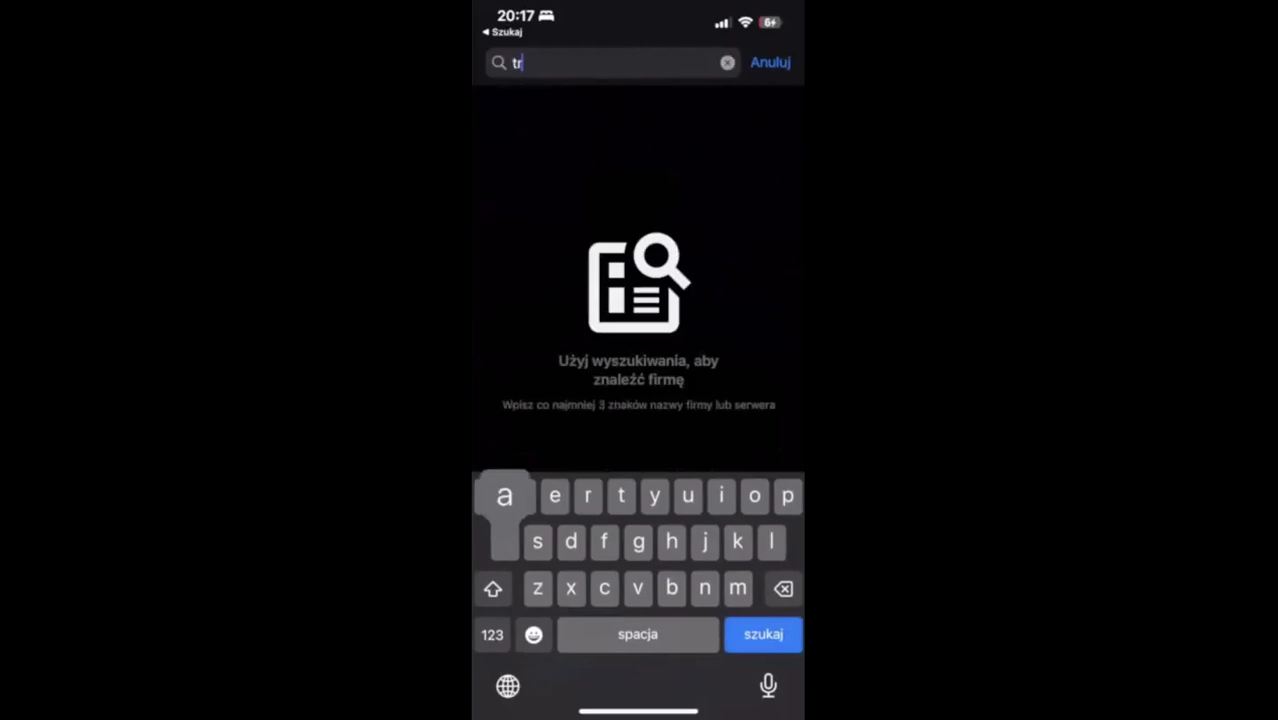 20:17
◀ Szukaj
6
tr
Anuluj
Użyj wyszukiwania, aby
znaleźć firmę
Wpisz co najmniej 3 znaków nazwy firmy lub serwera
a e r t y u i o p
s d f g h j k l
z x c v b n m
123 spacja szukaj